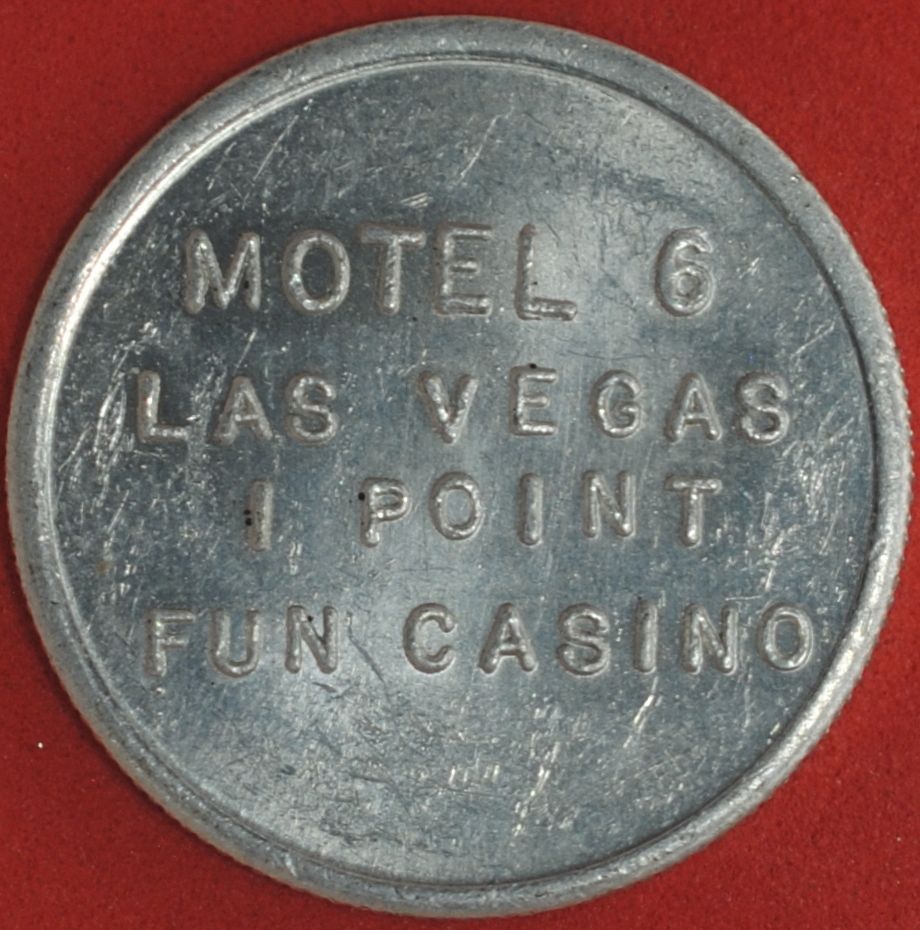 MOTEL 6
LAS VEGAS
1 POINT
FUN CASINO